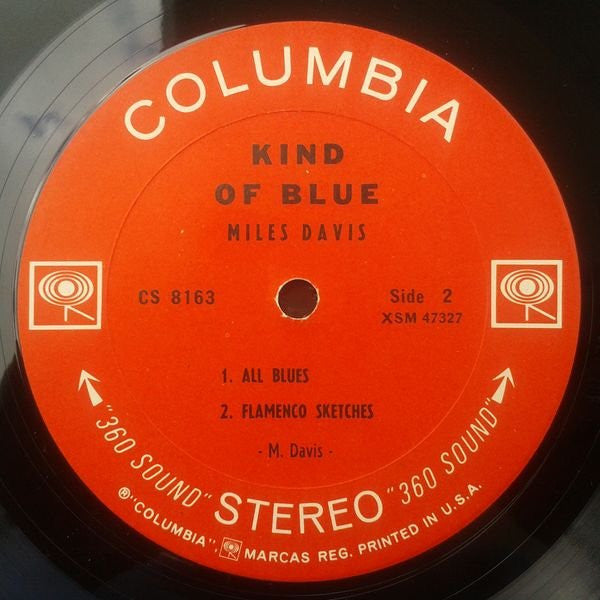 COLUMBIA
KIND
OF BLUE
MILES DAVIS
CS 8163
Side 2
XSM 47327
1. ALL BLUES
2. FLAMENCO SKETCHES
- M. Davis -
"360 SOUND" STEREO "360 SOUND"
® "COLUMBIA", MARCAS REG. PRINTED IN U.S.A.